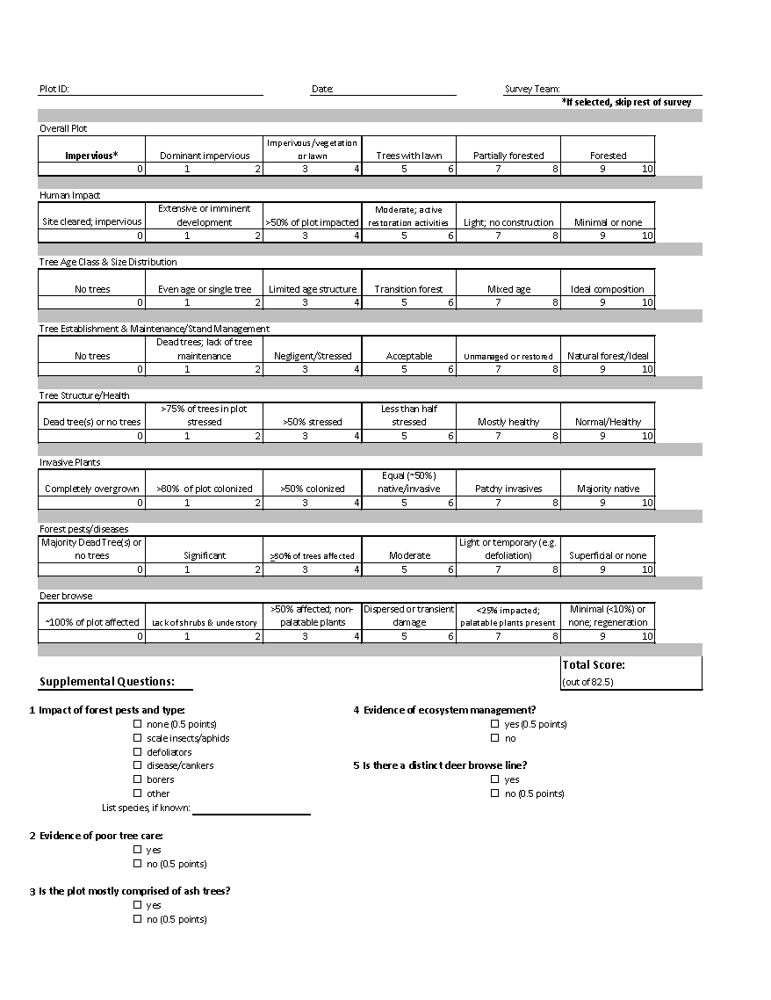 Plot ID: Date: Survey Team:
*If selected, skip rest of survey
Overall Plot
Imperivous/vegetation
Impervious* Dominant impervious or lawn Trees with lawn Partially forested Forested
0 1 2 3 4 5 6 7 8 9 10
Human Impact
Extensive or imminent Moderate; active
Site cleared; impervious development >50% of plot impacted restoration activities Light; no construction Minimal or none
0 1 2 3 4 5 6 7 8 9 10
Tree Age Class & Size Distribution
No trees Even age or single tree Limited age structure Transition forest Mixed age Ideal composition
0 1 2 3 4 5 6 7 8 9 10
Tree Establishment & Maintenance/Stand Management
Dead trees; lack of tree
No trees maintenance Negligent/Stressed Acceptable Unmanaged or restored Natural forest/Ideal
0 1 2 3 4 5 6 7 8 9 10
Tree Structure/Health
>75% of trees in plot Less than half
Dead tree(s) or no trees stressed >50% stressed stressed Mostly healthy Normal/Healthy
0 1 2 3 4 5 6 7 8 9 10
Invasive Plants
Equal (~50%)
Completely overgrown >80% of plot colonized >50% colonized native/invasive Patchy invasives Majority native
0 1 2 3 4 5 6 7 8 9 10
Forest pests/diseases
Majority Dead Tree(s) or Light or temporary (e.g.
no trees Significant ≥50% of trees affected Moderate defoliation) Superficial or none
0 1 2 3 4 5 6 7 8 9 10
Deer browse
>50% affected; non- Dispersed or transient <25% impacted; Minimal (<10%) or
~100% of plot affected Lack of shrubs & understory palatable plants damage palatable plants present none; regeneration
0 1 2 3 4 5 6 7 8 9 10
Total Score:
Supplemental Questions: (out of 82.5)
1 Impact of forest pests and type:
☐ none (0.5 points)
☐ scale insects/aphids
☐ defoliators
☐ disease/cankers
☐ borers
☐ other
List species, if known:
2 Evidence of poor tree care:
☐ yes
☐ no (0.5 points)
3 Is the plot mostly comprised of ash trees?
☐ yes
☐ no (0.5 points)
4 Evidence of ecosystem management?
☐ yes (0.5 points)
☐ no
5 Is there a distinct deer browse line?
☐ yes
☐ no (0.5 points)